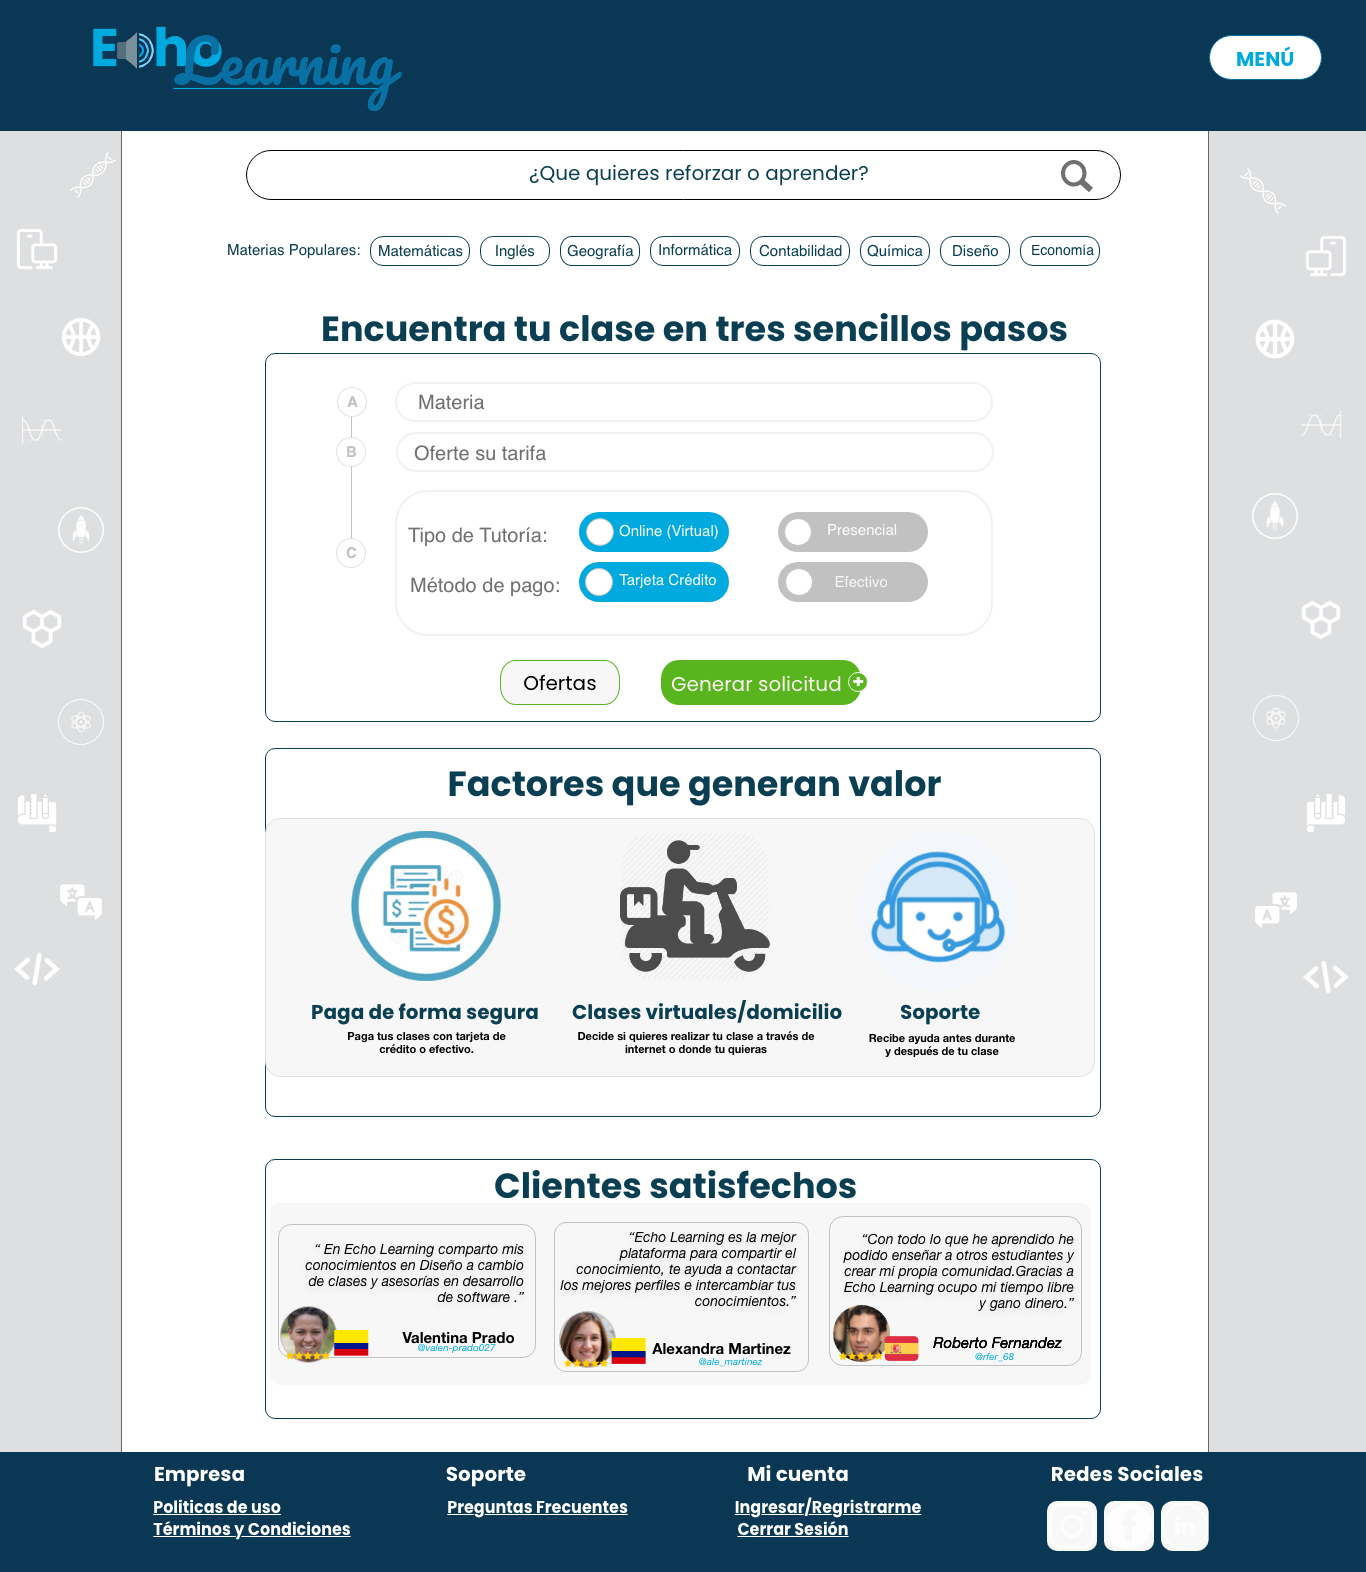 Echo Learning
MENÚ
¿Que quieres reforzar o aprender?
Materias Populares: Matemáticas Inglés Geografía Informática Contabilidad Química Diseño Economía
Encuentra tu clase en tres sencillos pasos
A Materia
B Oferte su tarifa
Tipo de Tutoría: Online (Virtual) Presencial
C
Método de pago: Tarjeta Crédito Efectivo
Ofertas Generar solicitud
Factores que generan valor
Paga de forma segura
Paga tus clases con tarjeta de
crédito o efectivo.
Clases virtuales/domicilio
Decide si quieres realizar tu clase a través de
internet o donde tu quieras
Soporte
Recibe ayuda antes durante
y después de tu clase
Clientes satisfechos
“ En Echo Learning comparto mis
conocimientos en Diseño a cambio
de clases y asesorías en desarrollo
de software .”
Valentina Prado
@valen-prado027
“Echo Learning es la mejor
plataforma para compartir el
conocimiento, te ayuda a contactar
los mejores perfiles e intercambiar tus
conocimientos.”
Alexandra Martinez
@ale_martinez
“Con todo lo que he aprendido he
podido enseñar a otros estudiantes y
crear mi propia comunidad.Gracias a
Echo Learning ocupo mi tiempo libre
y gano dinero.”
Roberto Fernandez
@rfer_68
Empresa
Politicas de uso
Términos y Condiciones
Soporte
Preguntas Frecuentes
Mi cuenta
Ingresar/Regristrarme
Cerrar Sesión
Redes Sociales